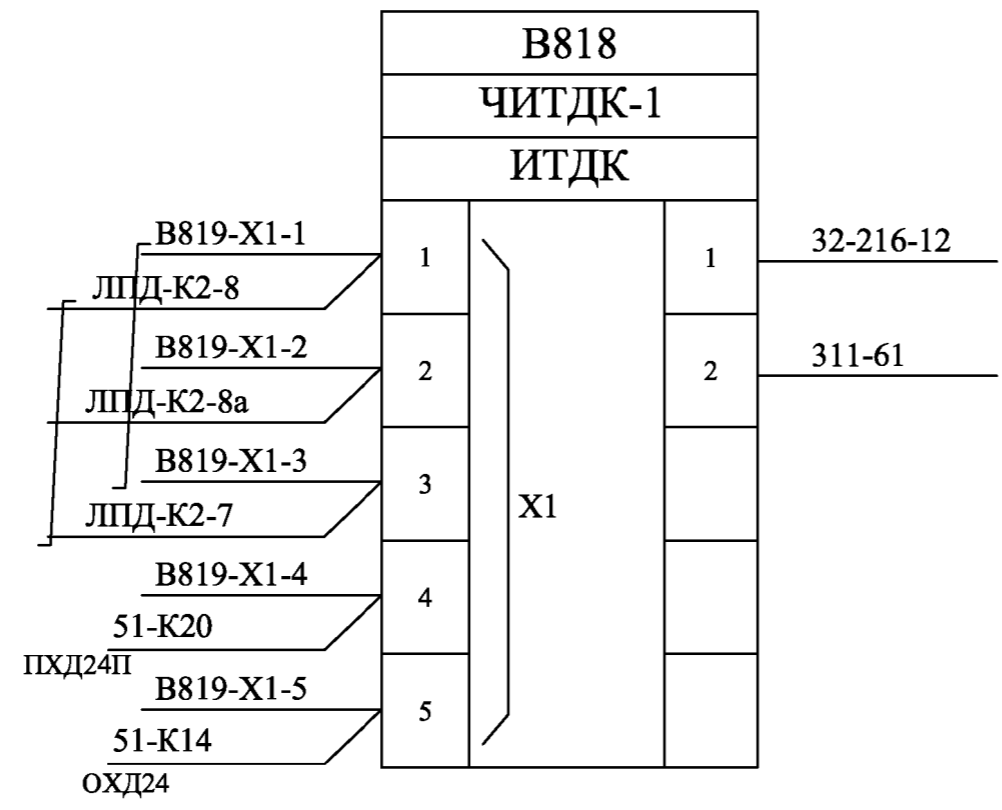 В818
ЧИТДК-1
ИТДК
В819-Х1-1
ЛПД-К2-8
1
1
32-216-12
В819-Х1-2
ЛПД-К2-8а
2
2
311-61
В819-Х1-3
ЛПД-К2-7
3
Х1
В819-Х1-4
51-К20
ПХД24П
4
В819-Х1-5
51-К14
ОХД24
5